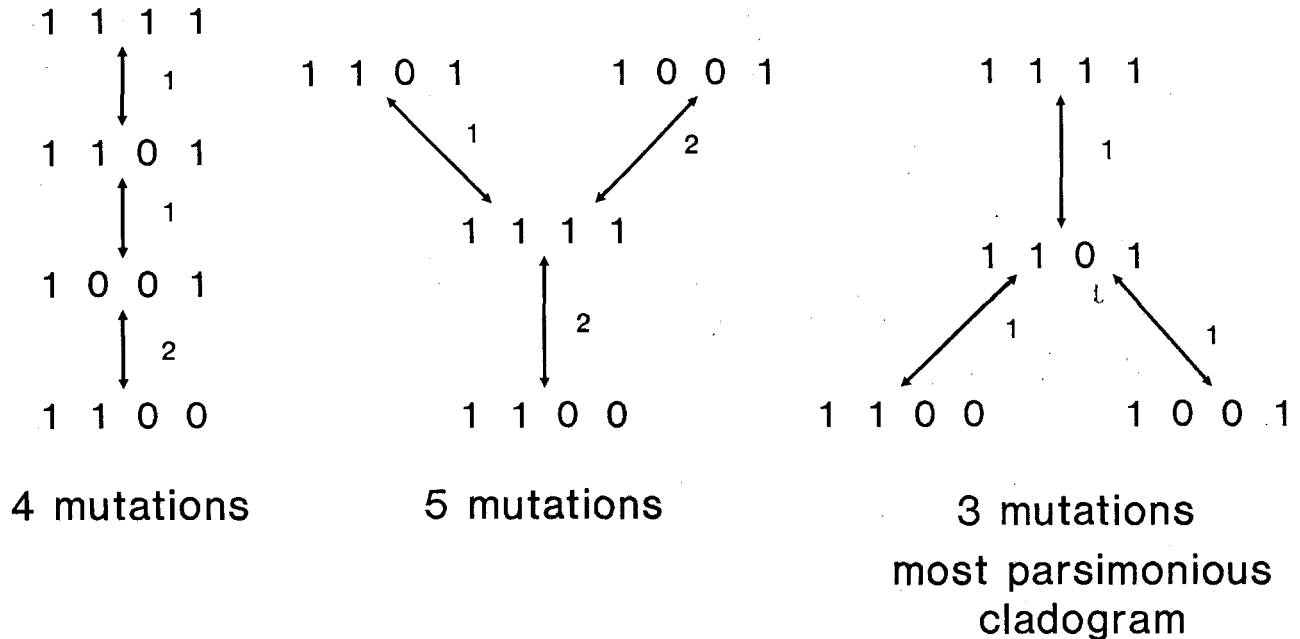 1 1 1 1
1
1 1 0 1
1
1 0 0 1
2
1 1 0 0
4 mutations
1 1 0 1
1 0 0 1
1
2
1 1 1 1
2
1 1 0 0
5 mutations
1 1 1 1
1
1 1 0 1
1
1
1 1 0 0
1 0 0 1
3 mutations
most parsimonious
cladogram